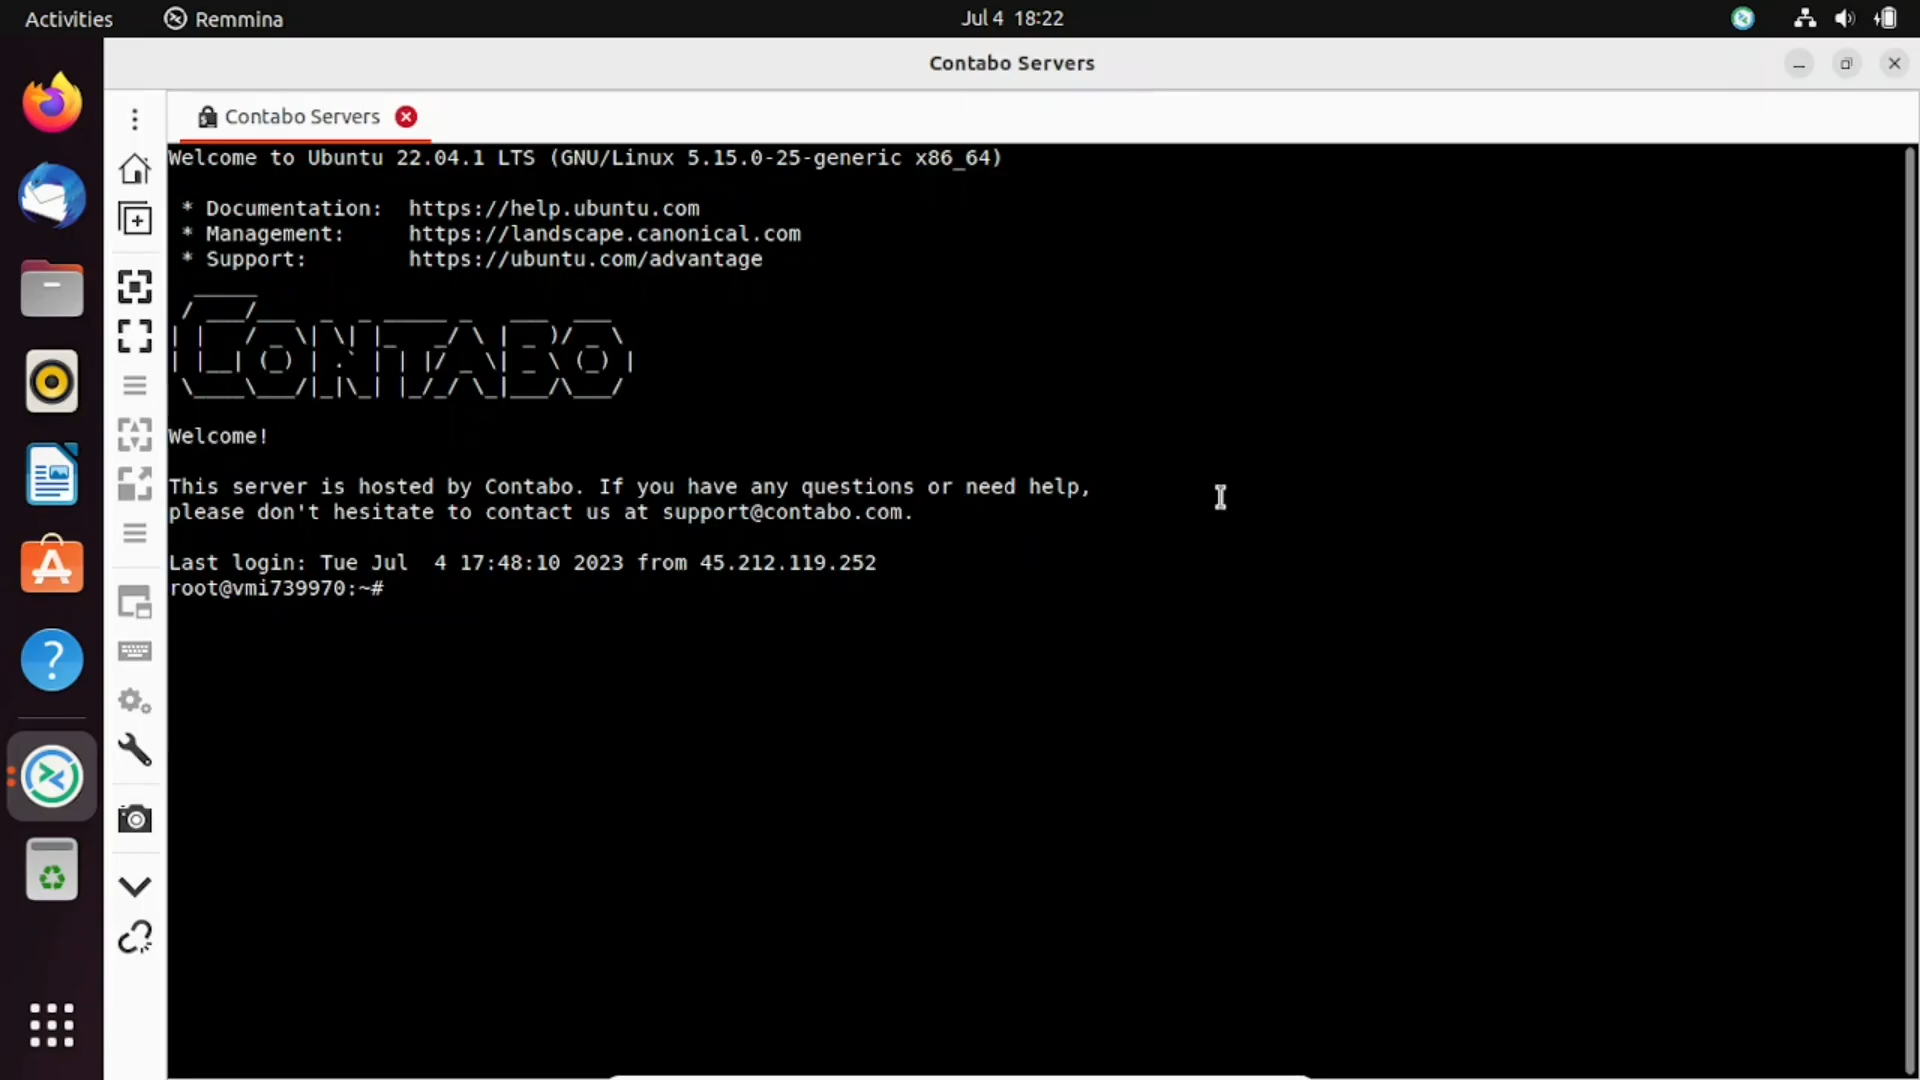 Activities Remmina Jul 4 18:22
Contabo Servers
Contabo Servers
Welcome to Ubuntu 22.04.1 LTS (GNU/Linux 5.15.0-25-generic x86_64)
* Documentation: https://help.ubuntu.com
* Management: https://landscape.canonical.com
* Support: https://ubuntu.com/advantage
CONTABO
Welcome!
This server is hosted by Contabo. If you have any questions or need help,
please don't hesitate to contact us at support@contabo.com.
Last login: Tue Jul  4 17:48:10 2023 from 45.212.119.252
root@vmi739970:~#